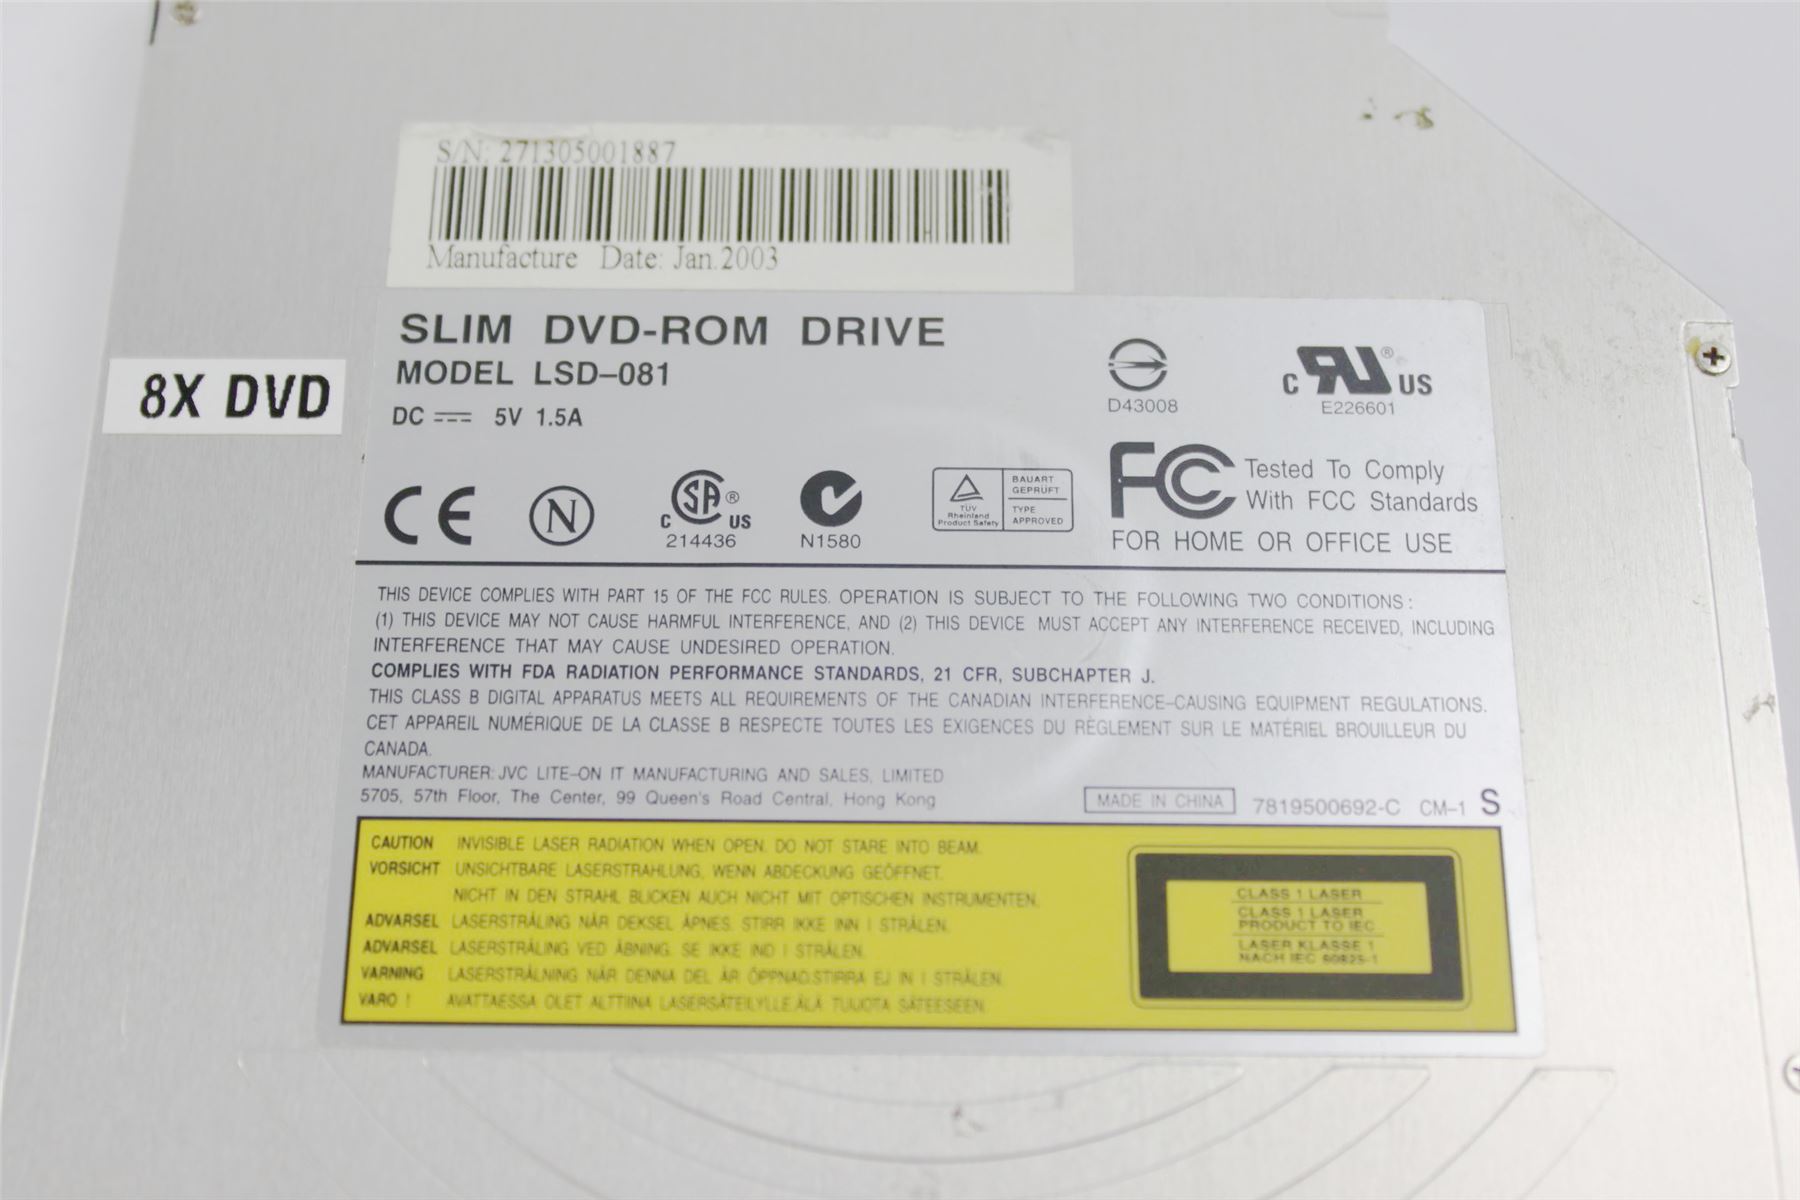 S/N: 271305001887
Manufacture Date: Jan.2003
8X DVD
SLIM DVD-ROM DRIVE
MODEL LSD-081
DC 5V 1.5A
D43008
C RU® US
E226601
CE
N
C SA® US
214436
N1580
TÜV
Rheinland
Product Safety
BAUART
GEPRÜFT
TYPE
APPROVED
FC Tested To Comply
With FCC Standards
FOR HOME OR OFFICE USE
THIS DEVICE COMPLIES WITH PART 15 OF THE FCC RULES. OPERATION IS SUBJECT TO THE FOLLOWING TWO CONDITIONS:
(1) THIS DEVICE MAY NOT CAUSE HARMFUL INTERFERENCE, AND (2) THIS DEVICE MUST ACCEPT ANY INTERFERENCE RECEIVED, INCLUDING
INTERFERENCE THAT MAY CAUSE UNDESIRED OPERATION.
COMPLIES WITH FDA RADIATION PERFORMANCE STANDARDS, 21 CFR, SUBCHAPTER J.
THIS CLASS B DIGITAL APPARATUS MEETS ALL REQUIREMENTS OF THE CANADIAN INTERFERENCE-CAUSING EQUIPMENT REGULATIONS.
CET APPAREIL NUMÉRIQUE DE LA CLASSE B RESPECTE TOUTES LES EXIGENCES DU RÈGLEMENT SUR LE MATÉRIEL BROUILLEUR DU
CANADA.
MANUFACTURER: JVC LITE-ON IT MANUFACTURING AND SALES, LIMITED
5705, 57th Floor, The Center, 99 Queen's Road Central, Hong Kong
MADE IN CHINA 7819500692-C CM-1 S
CAUTION INVISIBLE LASER RADIATION WHEN OPEN. DO NOT STARE INTO BEAM.
VORSICHT UNSICHTBARE LASERSTRAHLUNG, WENN ABDECKUNG GEÖFFNET.
NICHT IN DEN STRAHL BLICKEN AUCH NICHT MIT OPTISCHEN INSTRUMENTEN.
ADVARSEL LASERSTRÅLING NÅR DEKSEL ÅPNES. STIRR IKKE INN I STRÅLEN.
ADVARSEL LASERSTRÅLING VED ÅBNING. SE IKKE IND I STRÅLEN.
VARNING LASERSTRÅLNING NÄR DENNA DEL ÄR ÖPPNAD.STIRRA EJ IN I STRÅLEN.
VARO ! AVATTAESSA OLET ALTTIINA LASERSÄTEILYLLE.ÄLÄ TUIJOTA SÄTEESEEN.
CLASS 1 LASER
CLASS 1 LASER
PRODUCT TO IEC
LASER KLASSE 1
NACH IEC 60825-1